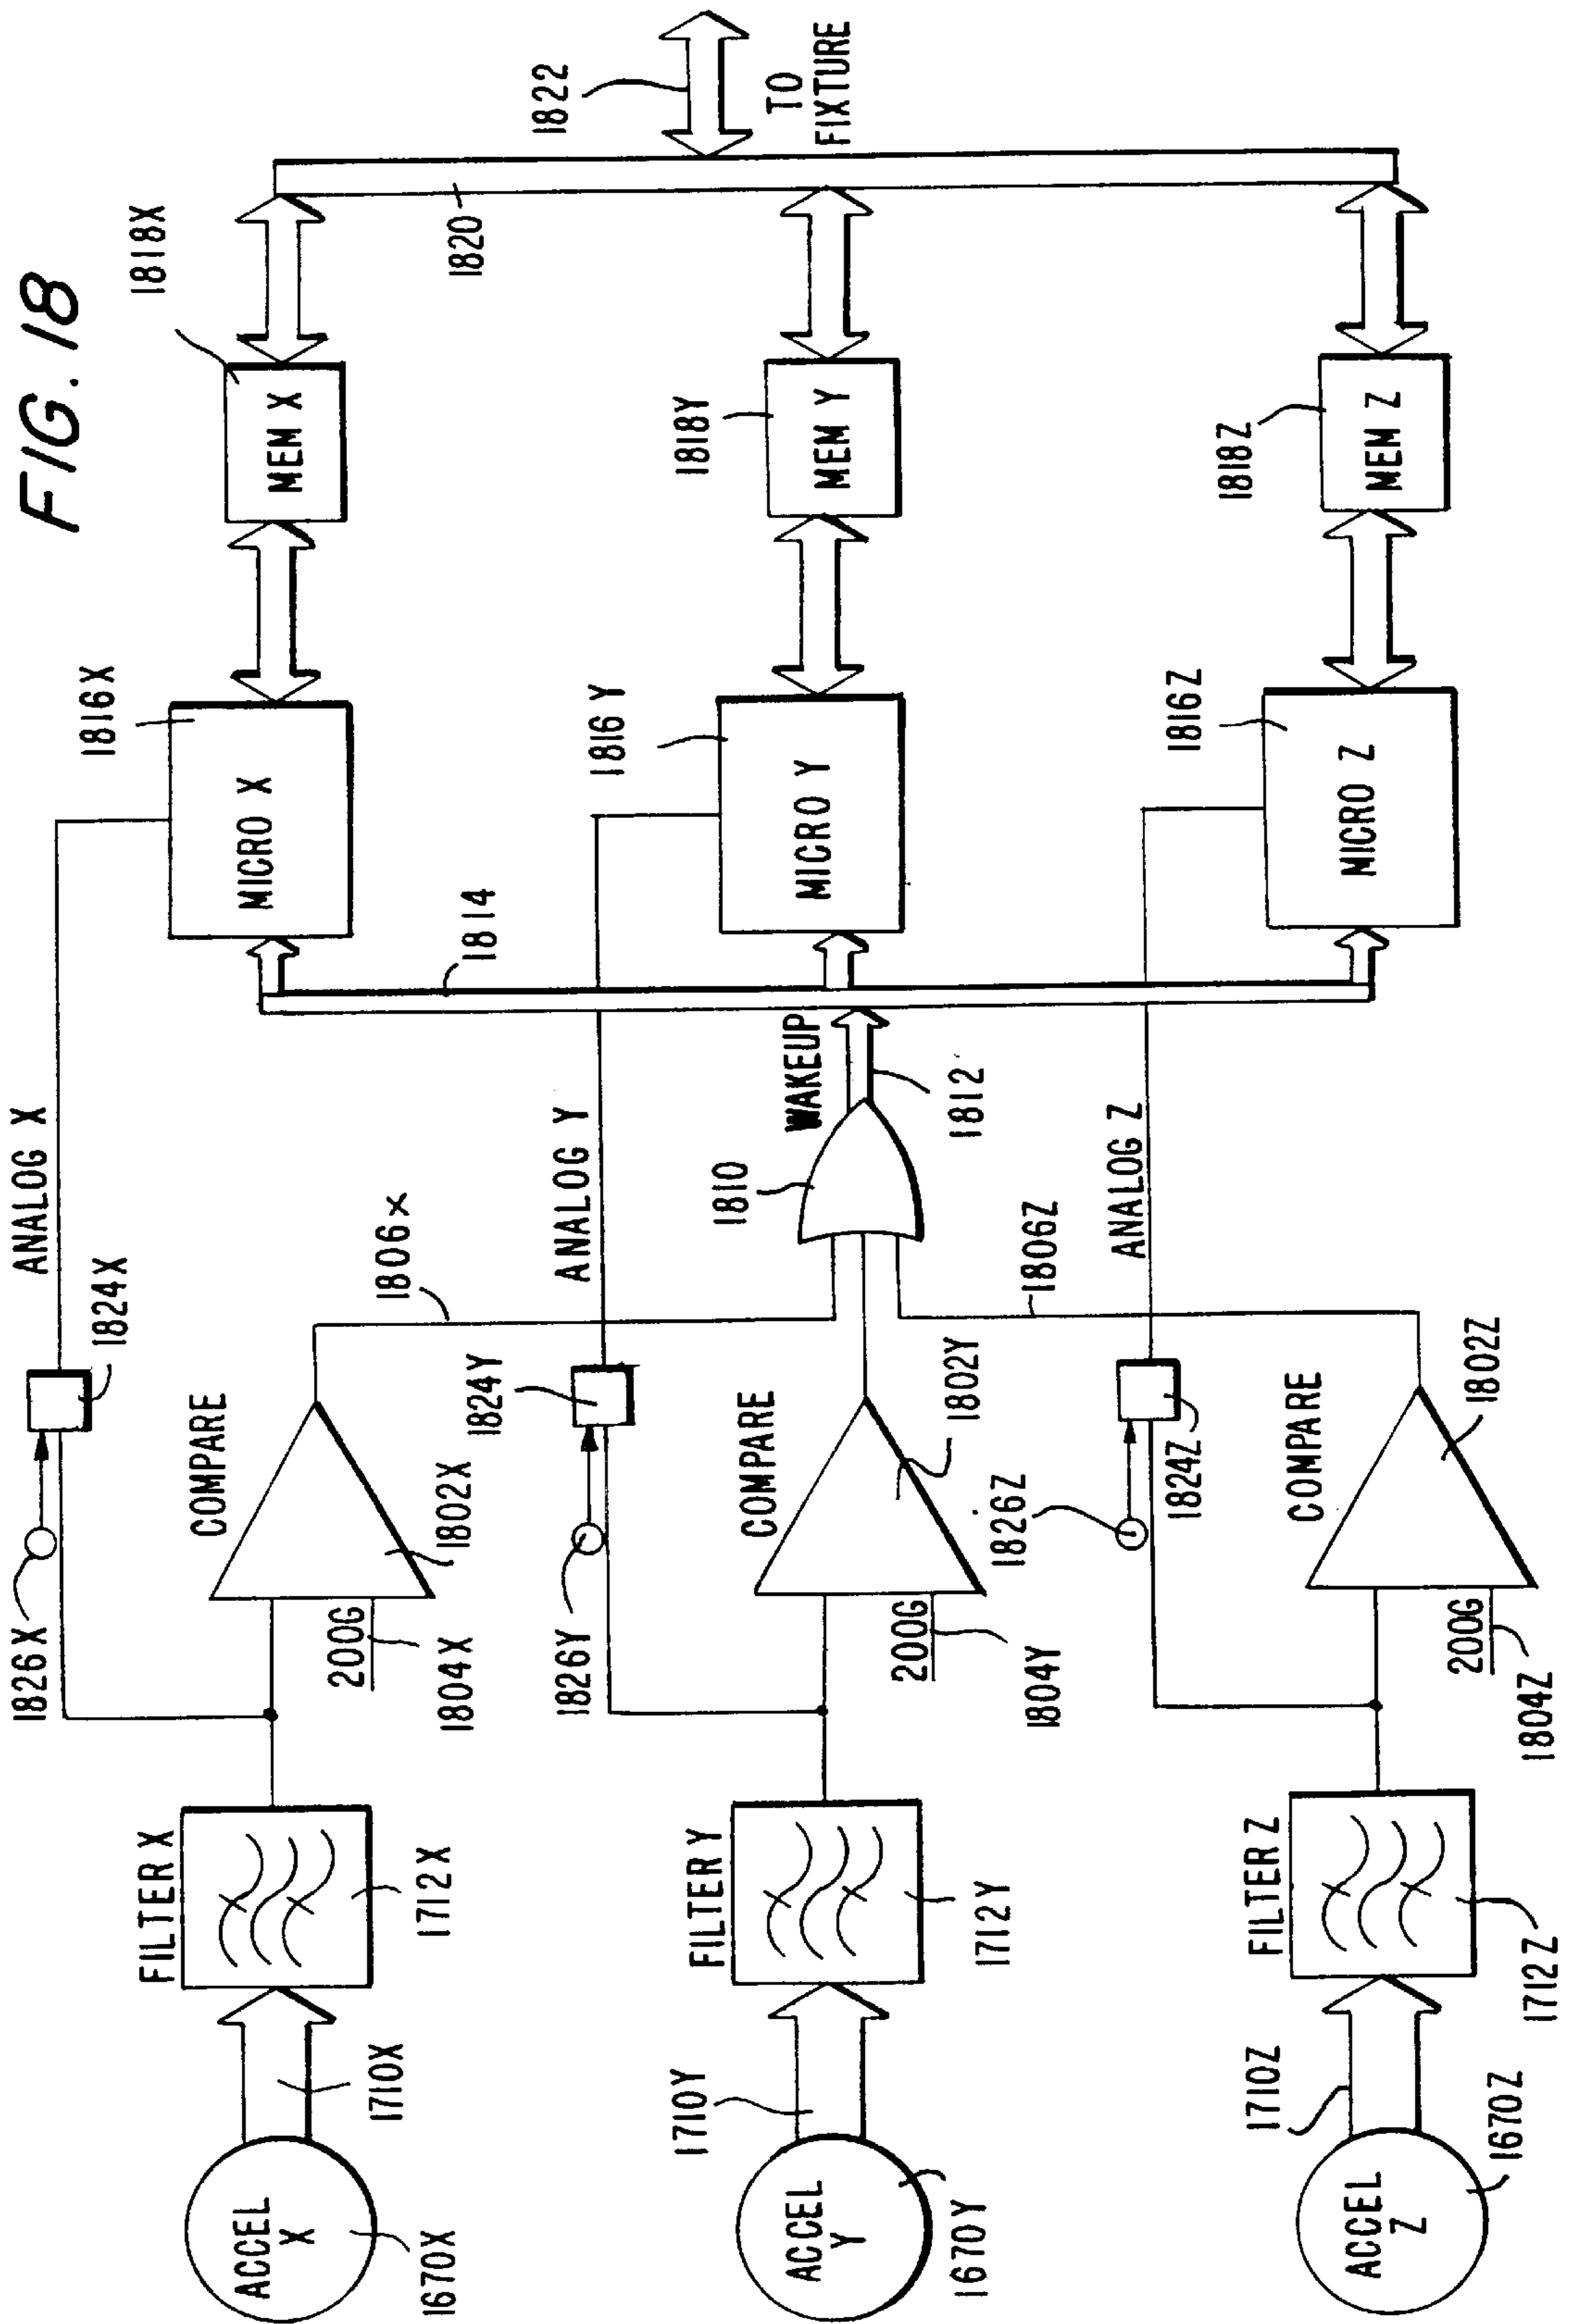 FIG. 18
1826X
ANALOG X
1824X
1816X
1818X
ACCEL
X
1670X
1710X
FILTER X
1712X
200G
1804X
COMPARE
1802X
1806x
1814
MICRO X
MEM X
1820
1822
TO
FIXTURE
1826Y
1824Y
ANALOG Y
1816Y
1818Y
ACCEL
Y
1670Y
1710Y
FILTER Y
1712Y
200G
1804Y
COMPARE
1802Y
1810
WAKEUP
1812
MICRO Y
MEM Y
1826Z
1824Z
1806Z
ANALOG Z
1816Z
1818Z
ACCEL
Z
1670Z
1710Z
FILTER Z
1712Z
200G
1804Z
COMPARE
1802Z
MICRO Z
MEM Z